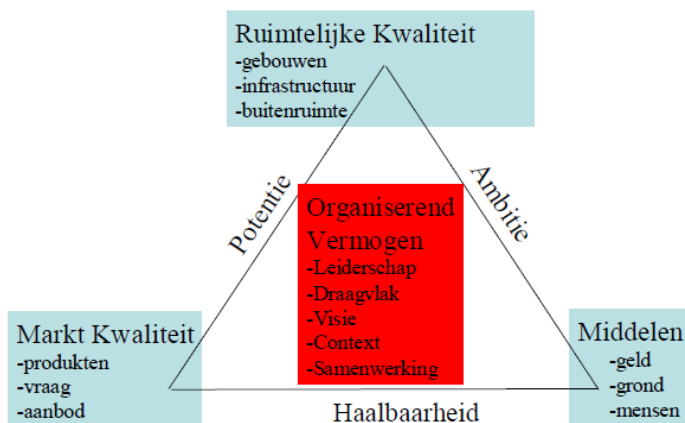 Ruimtelijke Kwaliteit
-gebouwen
-infrastructuur
-buitenruimte
Potentie
Ambitie
Organiserend
Vermogen
-Leiderschap
-Draagvlak
-Visie
-Context
-Samenwerking
Markt Kwaliteit
-produkten
-vraag
-aanbod
Middelen
-geld
-grond
-mensen
Haalbaarheid